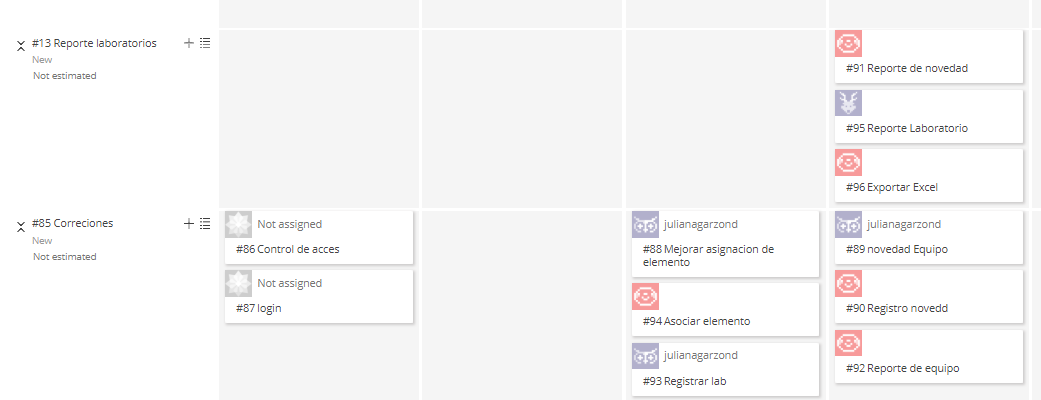 #13 Reporte laboratorios
New
Not estimated
#91 Reporte de novedad
#95 Reporte Laboratorio
#96 Exportar Excel
#85 Correciones
New
Not estimated
Not assigned
#86 Control de acces
Not assigned
#87 login
julianagarzond
#88 Mejorar asignacion de
elemento
#94 Asociar elemento
julianagarzond
#93 Registrar lab
julianagarzond
#89 novedad Equipo
#90 Registro novedd
#92 Reporte de equipo